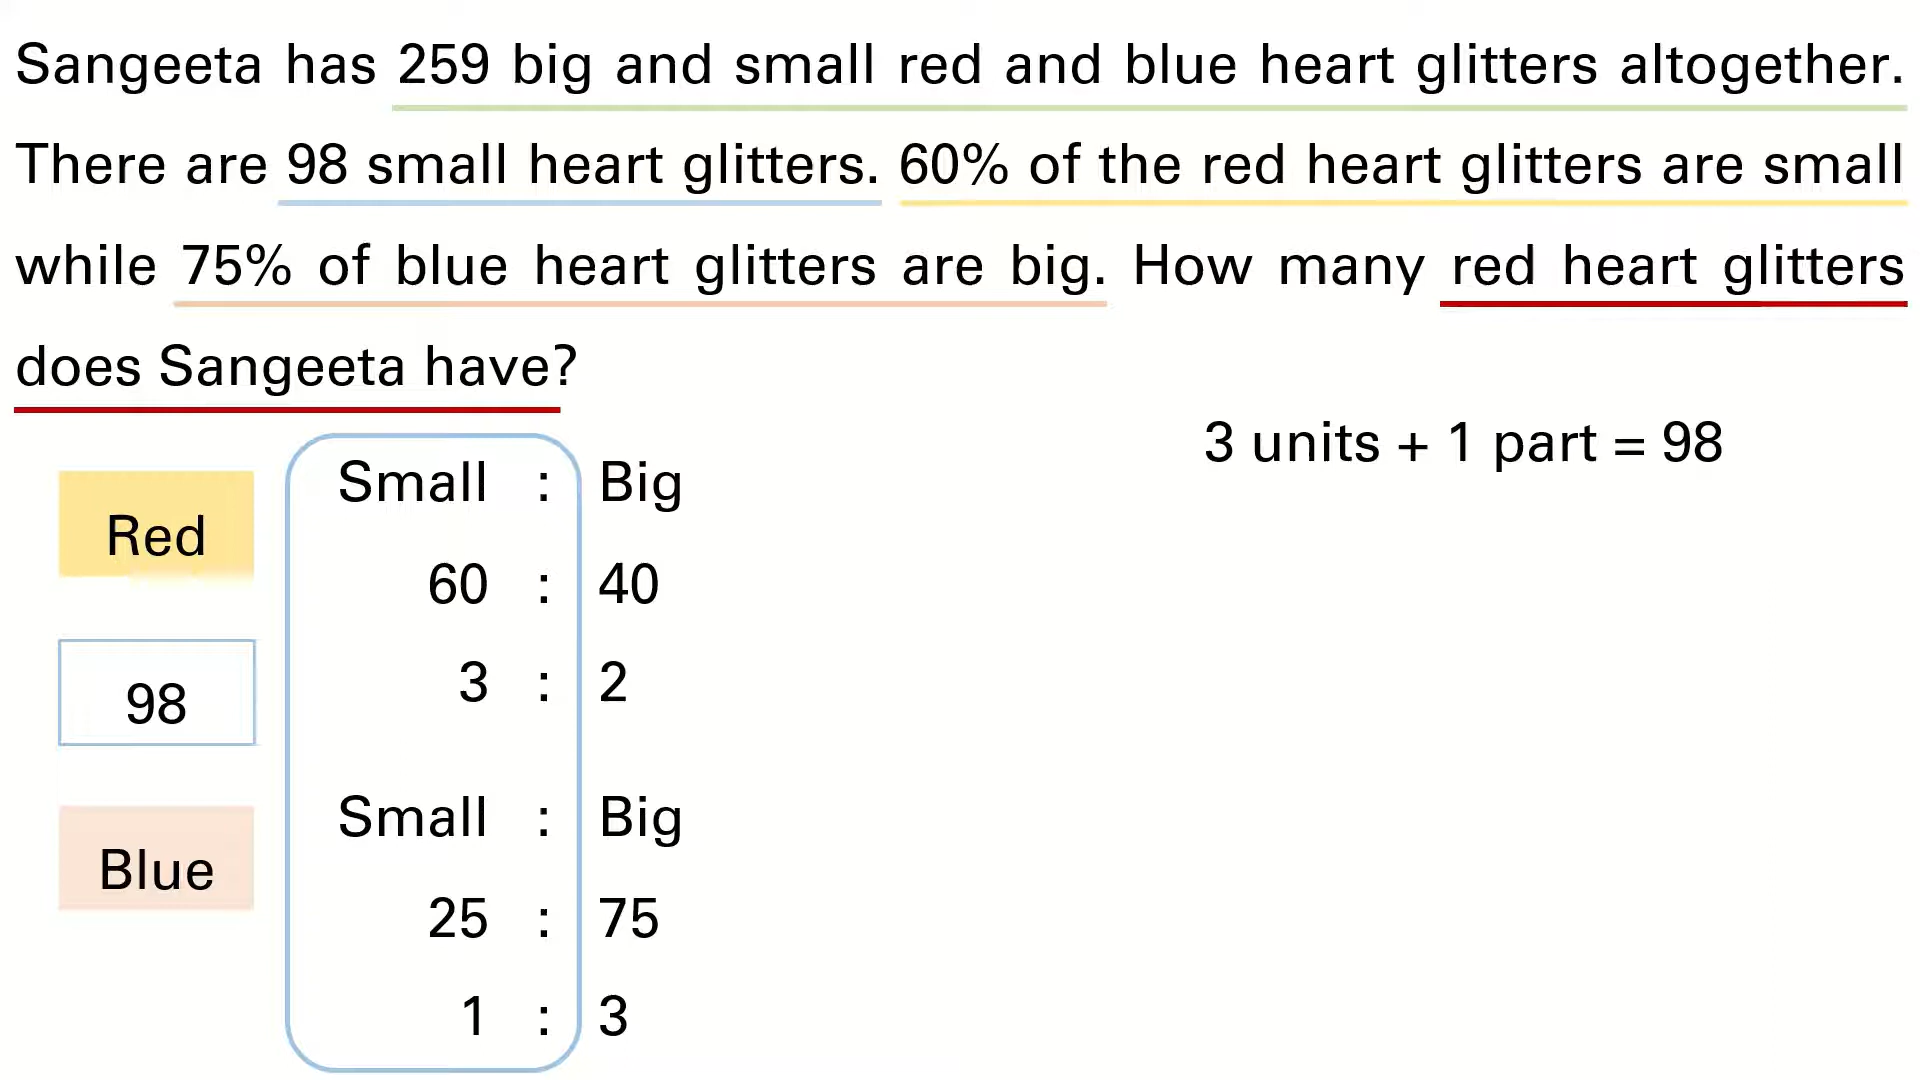 Sangeeta has 259 big and small red and blue heart glitters altogether.
There are 98 small heart glitters. 60% of the red heart glitters are small
while 75% of blue heart glitters are big. How many red heart glitters
does Sangeeta have?
3 units + 1 part = 98
Small : Big
Red
60 : 40
3 : 2
98
Small : Big
Blue
25 : 75
1 : 3